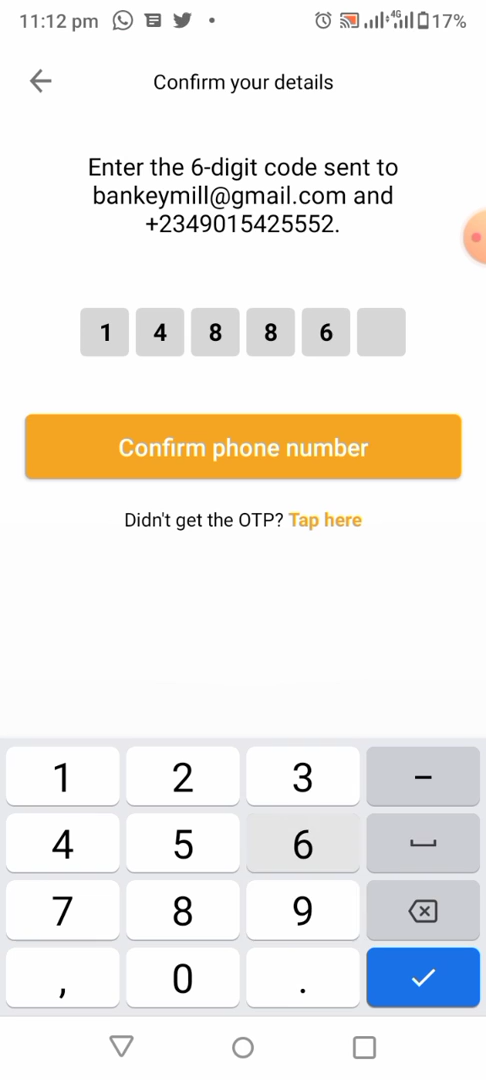 11:12 pm 4G 17%
Confirm your details
Enter the 6-digit code sent to
bankeymill@gmail.com and
+2349015425552.
1 4 8 8 6
Confirm phone number
Didn't get the OTP? Tap here
1 2 3 –
4 5 6
7 8 9
, 0 .